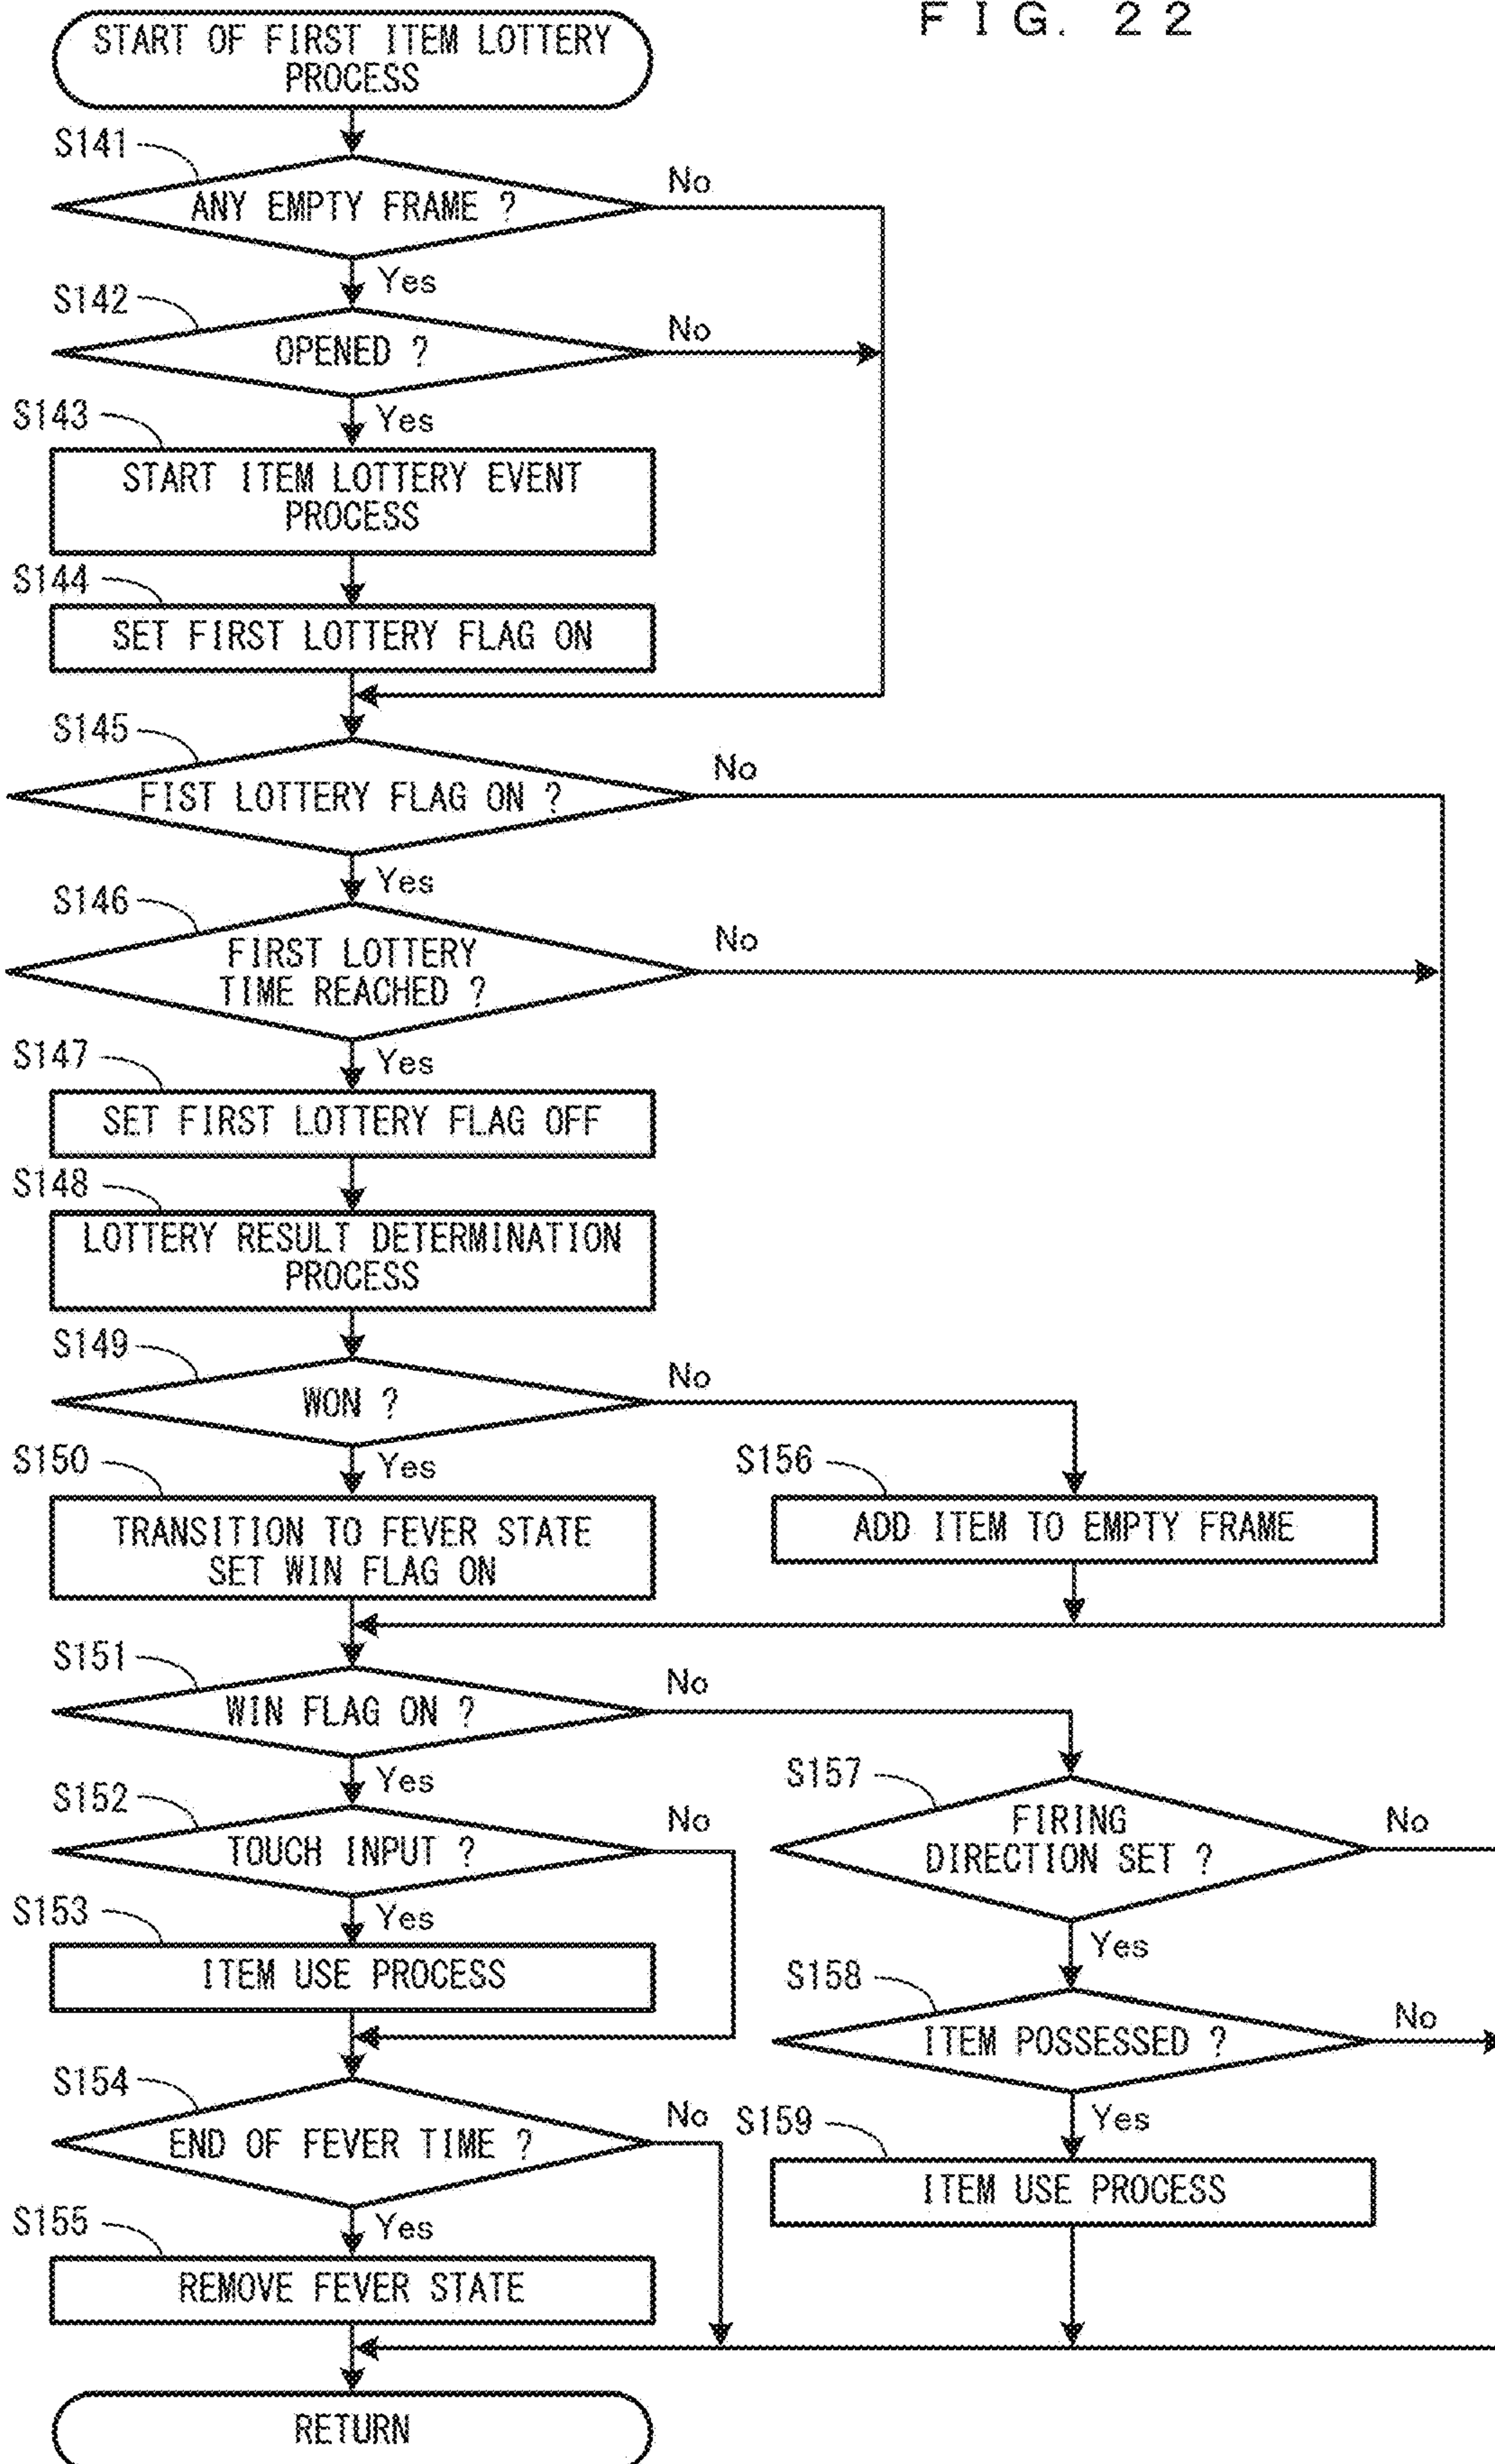 FIG. 22
START OF FIRST ITEM LOTTERY
PROCESS
S141
ANY EMPTY FRAME ?
No
Yes
S142
OPENED ?
No
Yes
S143
START ITEM LOTTERY EVENT
PROCESS
S144
SET FIRST LOTTERY FLAG ON
S145
FIST LOTTERY FLAG ON ?
No
Yes
S146
FIRST LOTTERY
TIME REACHED ?
No
Yes
S147
SET FIRST LOTTERY FLAG OFF
S148
LOTTERY RESULT DETERMINATION
PROCESS
S149
WON ?
No
Yes
S150
TRANSITION TO FEVER STATE
SET WIN FLAG ON
S156
ADD ITEM TO EMPTY FRAME
S151
WIN FLAG ON ?
No
Yes
S152
TOUCH INPUT ?
No
Yes
S153
ITEM USE PROCESS
S154
END OF FEVER TIME ?
No
Yes
S155
REMOVE FEVER STATE
S157
FIRING
DIRECTION SET ?
No
Yes
S158
ITEM POSSESSED ?
No
Yes
S159
ITEM USE PROCESS
RETURN